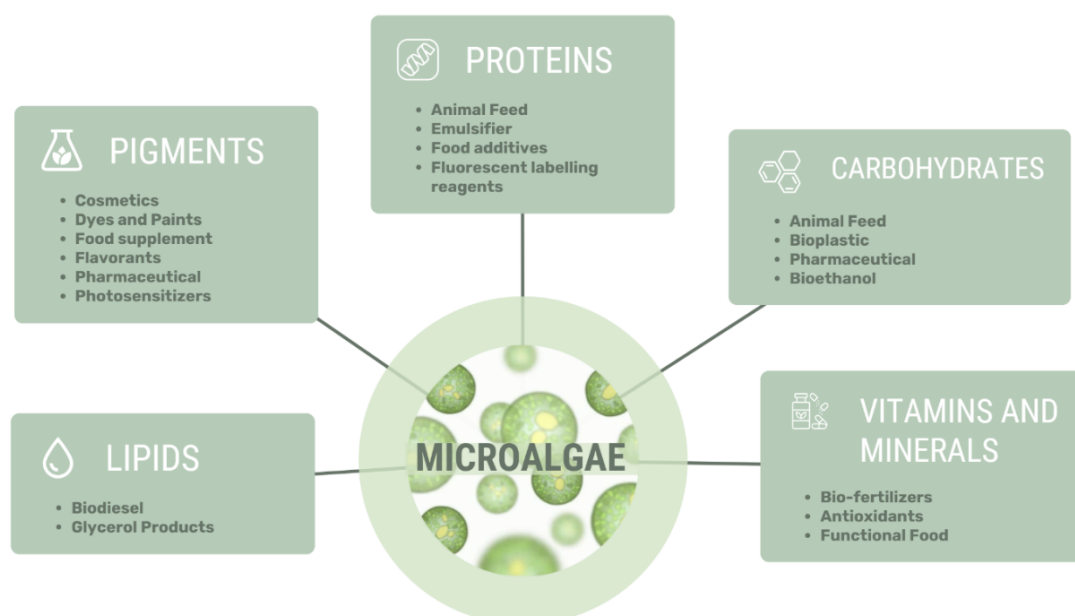 PROTEINS
• Animal Feed
• Emulsifier
• Food additives
• Fluorescent labelling
reagents
PIGMENTS
• Cosmetics
• Dyes and Paints
• Food supplement
• Flavorants
• Pharmaceutical
• Photosensitizers
CARBOHYDRATES
• Animal Feed
• Bioplastic
• Pharmaceutical
• Bioethanol
LIPIDS
• Biodiesel
• Glycerol Products
MICROALGAE
VITAMINS AND
MINERALS
• Bio-fertilizers
• Antioxidants
• Functional Food